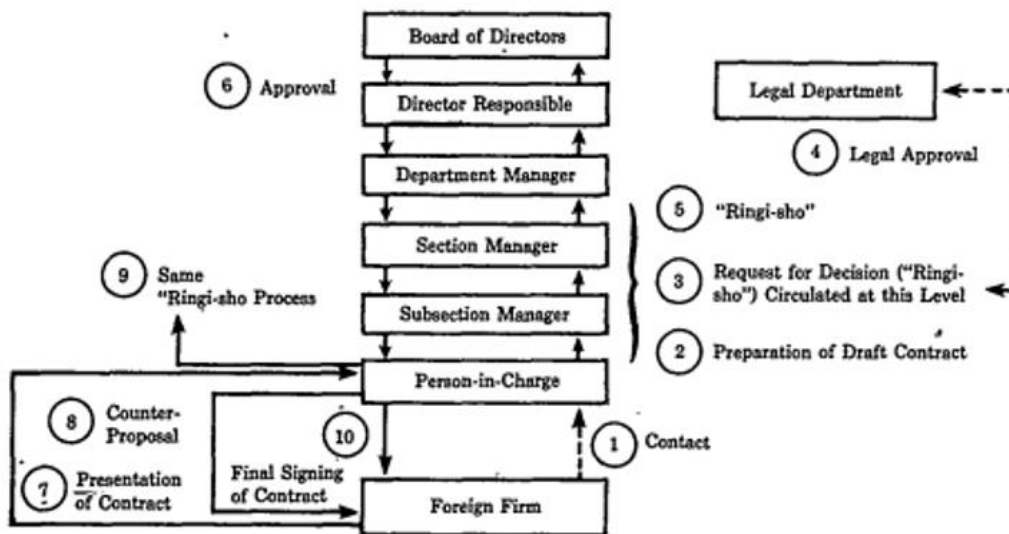 Board of Directors
6 Approval
Director Responsible
Legal Department
4 Legal Approval
Department Manager
5 "Ringi-sho"
Section Manager
9 Same
"Ringi-sho Process
3 Request for Decision ("Ringi-
sho") Circulated at this Level
Subsection Manager
2 Preparation of Draft Contract
Person-in-Charge
8 Counter-
Proposal
10
1 Contact
7 Presentation
of Contract
Final Signing
of Contract
Foreign Firm